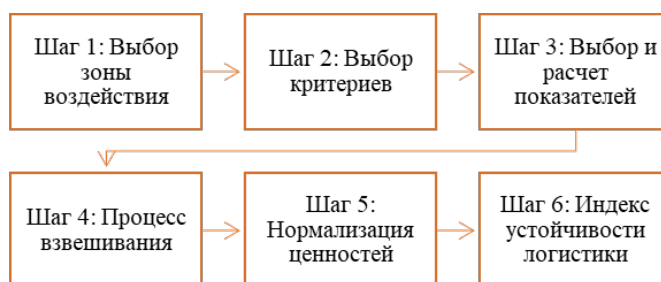 Шаг 1: Выбор
зоны
воздействия
Шаг 2: Выбор
критериев
Шаг 3: Выбор и
расчет
показателей
Шаг 4: Процесс
взвешивания
Шаг 5:
Нормализация
ценностей
Шаг 6: Индекс
устойчивости
логистики